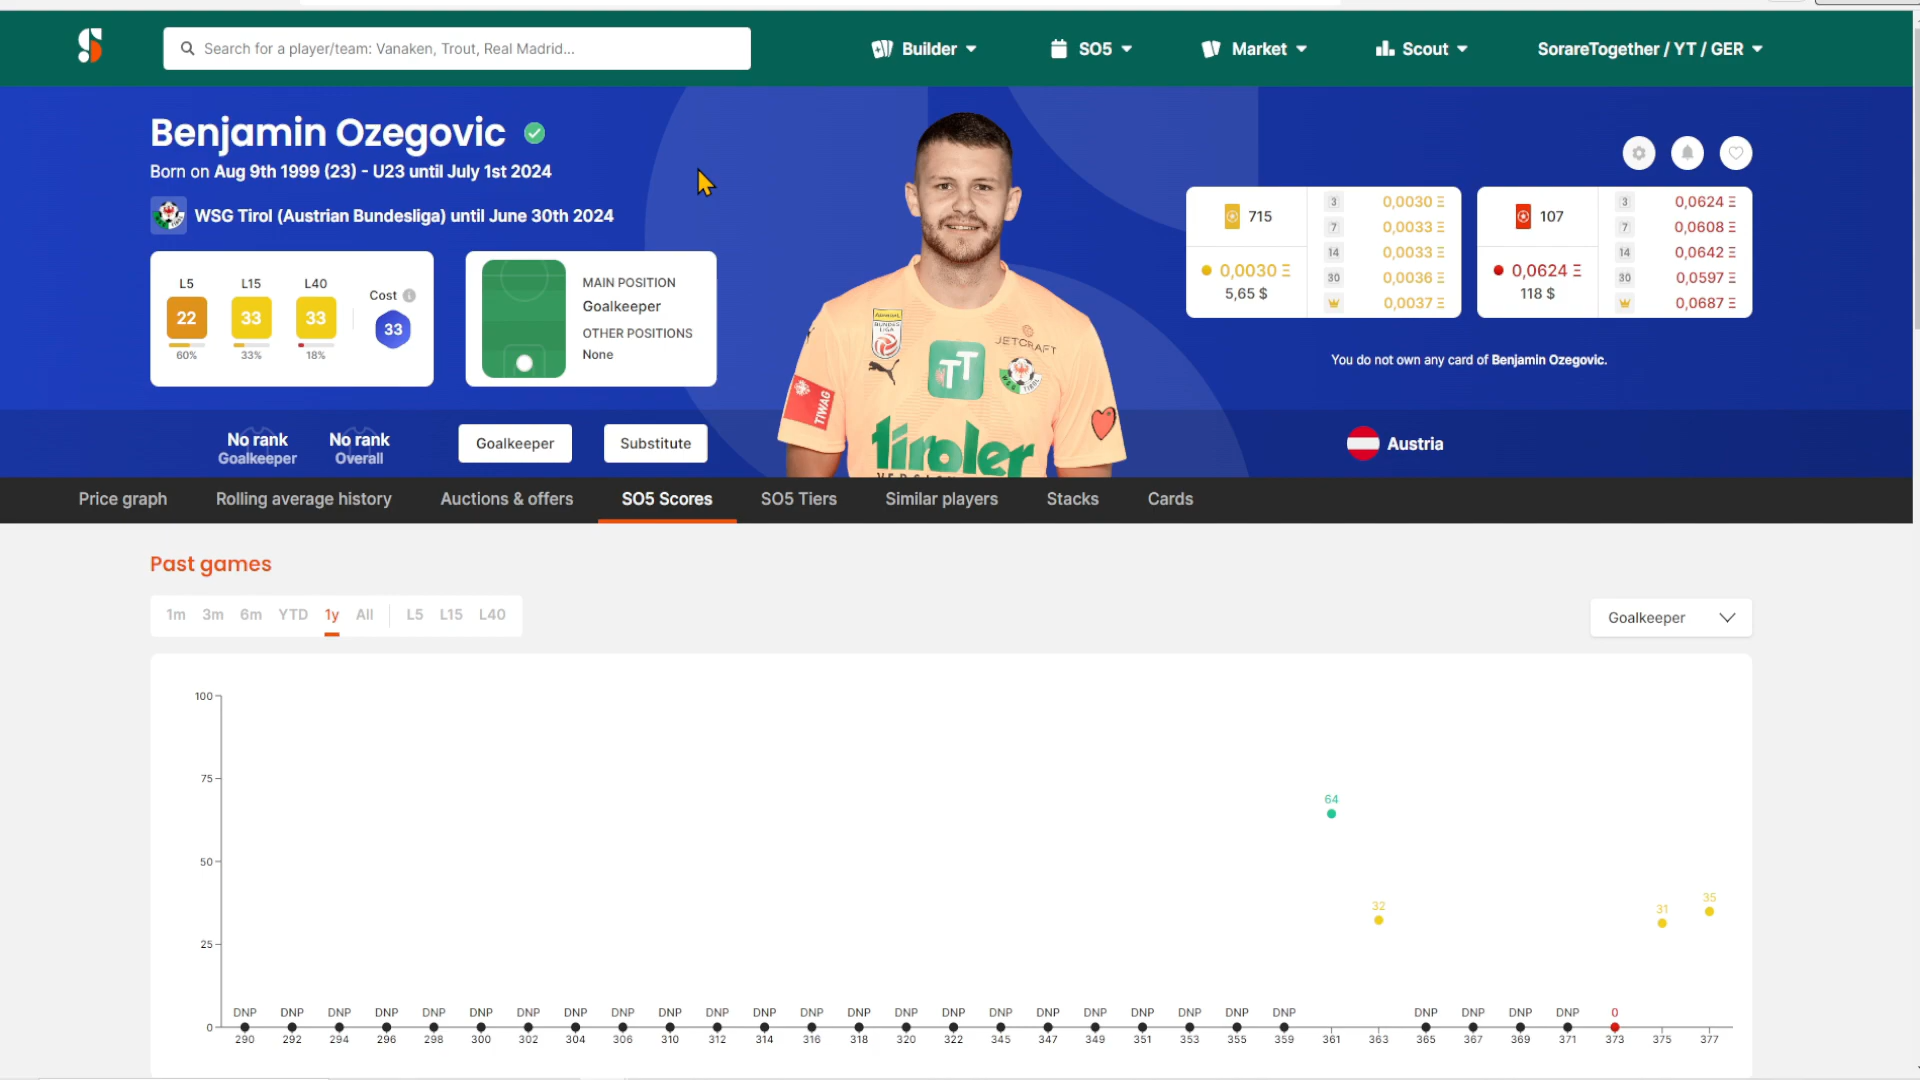 Search for a player/team: Vanaken, Trout, Real Madrid...
Builder
SO5
Market
Scout
SorareTogether / YT / GER
Benjamin Ozegovic
Born on Aug 9th 1999 (23) - U23 until July 1st 2024
WSG Tirol (Austrian Bundesliga) until June 30th 2024
L5 L15 L40
Cost
22 33 33
33
60% 33% 18%
MAIN POSITION
Goalkeeper
OTHER POSITIONS
None
JETCRAFT
BUNDES
LIGA
TT
WSG TIROL
TIWAG
tiroler
715
0,0030 Ξ
5,65 $
3 0,0030 Ξ
7 0,0033 Ξ
14 0,0033 Ξ
30 0,0036 Ξ
0,0037 Ξ
107
0,0624 Ξ
118 $
3 0,0624 Ξ
7 0,0608 Ξ
14 0,0642 Ξ
30 0,0597 Ξ
0,0687 Ξ
You do not own any card of Benjamin Ozegovic.
No rank
Goalkeeper
No rank
Overall
Goalkeeper
Substitute
Austria
Price graph
Rolling average history
Auctions & offers
SO5 Scores
SO5 Tiers
Similar players
Stacks
Cards
Past games
1m 3m 6m YTD 1y All L5 L15 L40
Goalkeeper
100
75
50
25
0
64
32
31
35
DNP DNP DNP DNP DNP DNP DNP DNP DNP DNP DNP DNP DNP DNP DNP DNP DNP DNP DNP DNP DNP DNP DNP DNP DNP DNP DNP 0
290 292 294 296 298 300 302 304 306 310 312 314 316 318 320 322 345 347 349 351 353 355 359 361 363 365 367 369 371 373 375 377